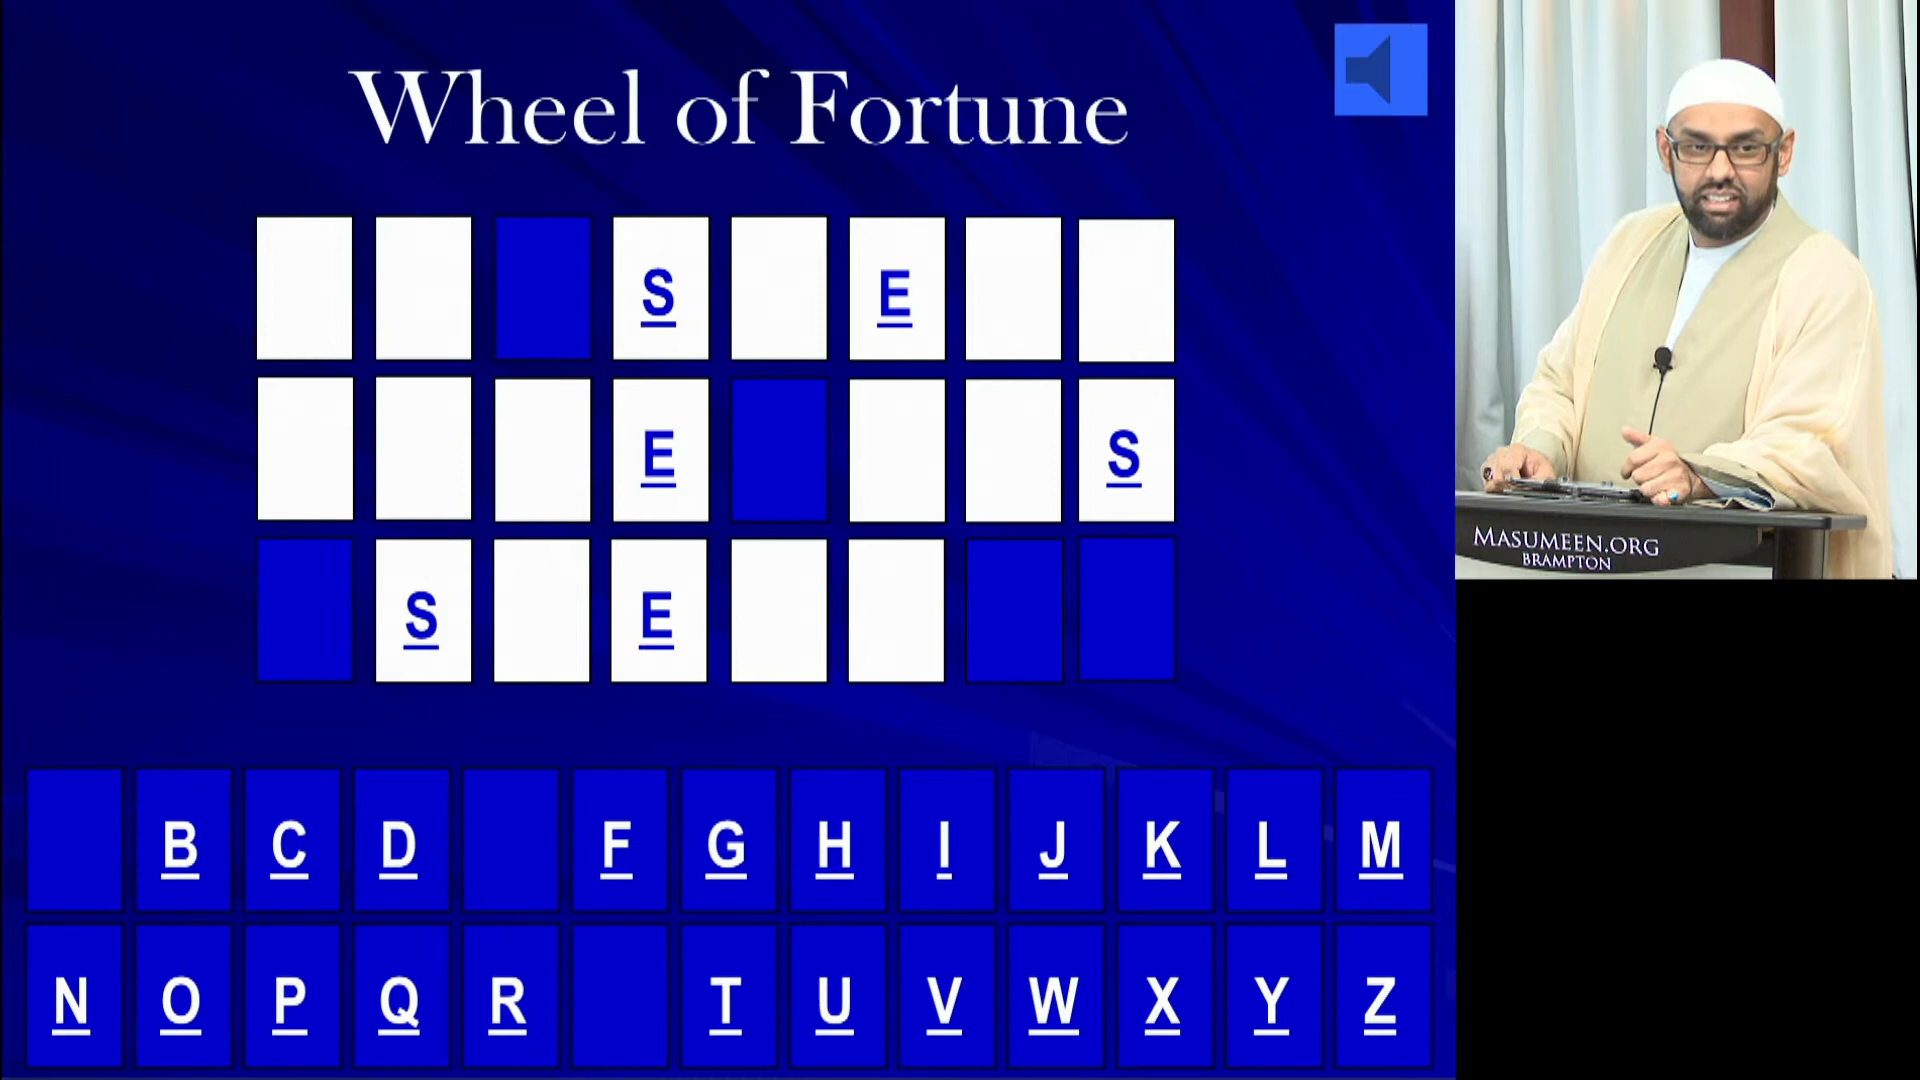 Wheel of Fortune
S E
E S
S E
B C D F G H I J K L M
N O P Q R T U V W X Y Z
MASUMEEN.ORG
BRAMPTON